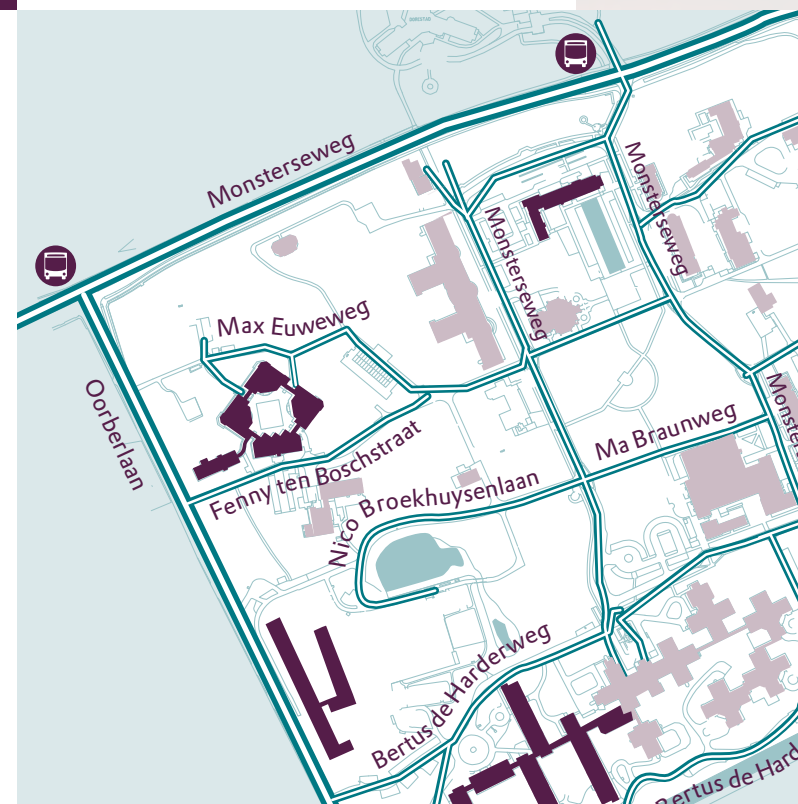 Monsterseweg
Monsterseweg
Monsterseweg
Max Euweweg
Oorberlaan
Fenny ten Boschstraat
Nico Broekhuysenlaan
Ma Braunweg
Monster
Bertus de Harderweg
Bertus de Hard